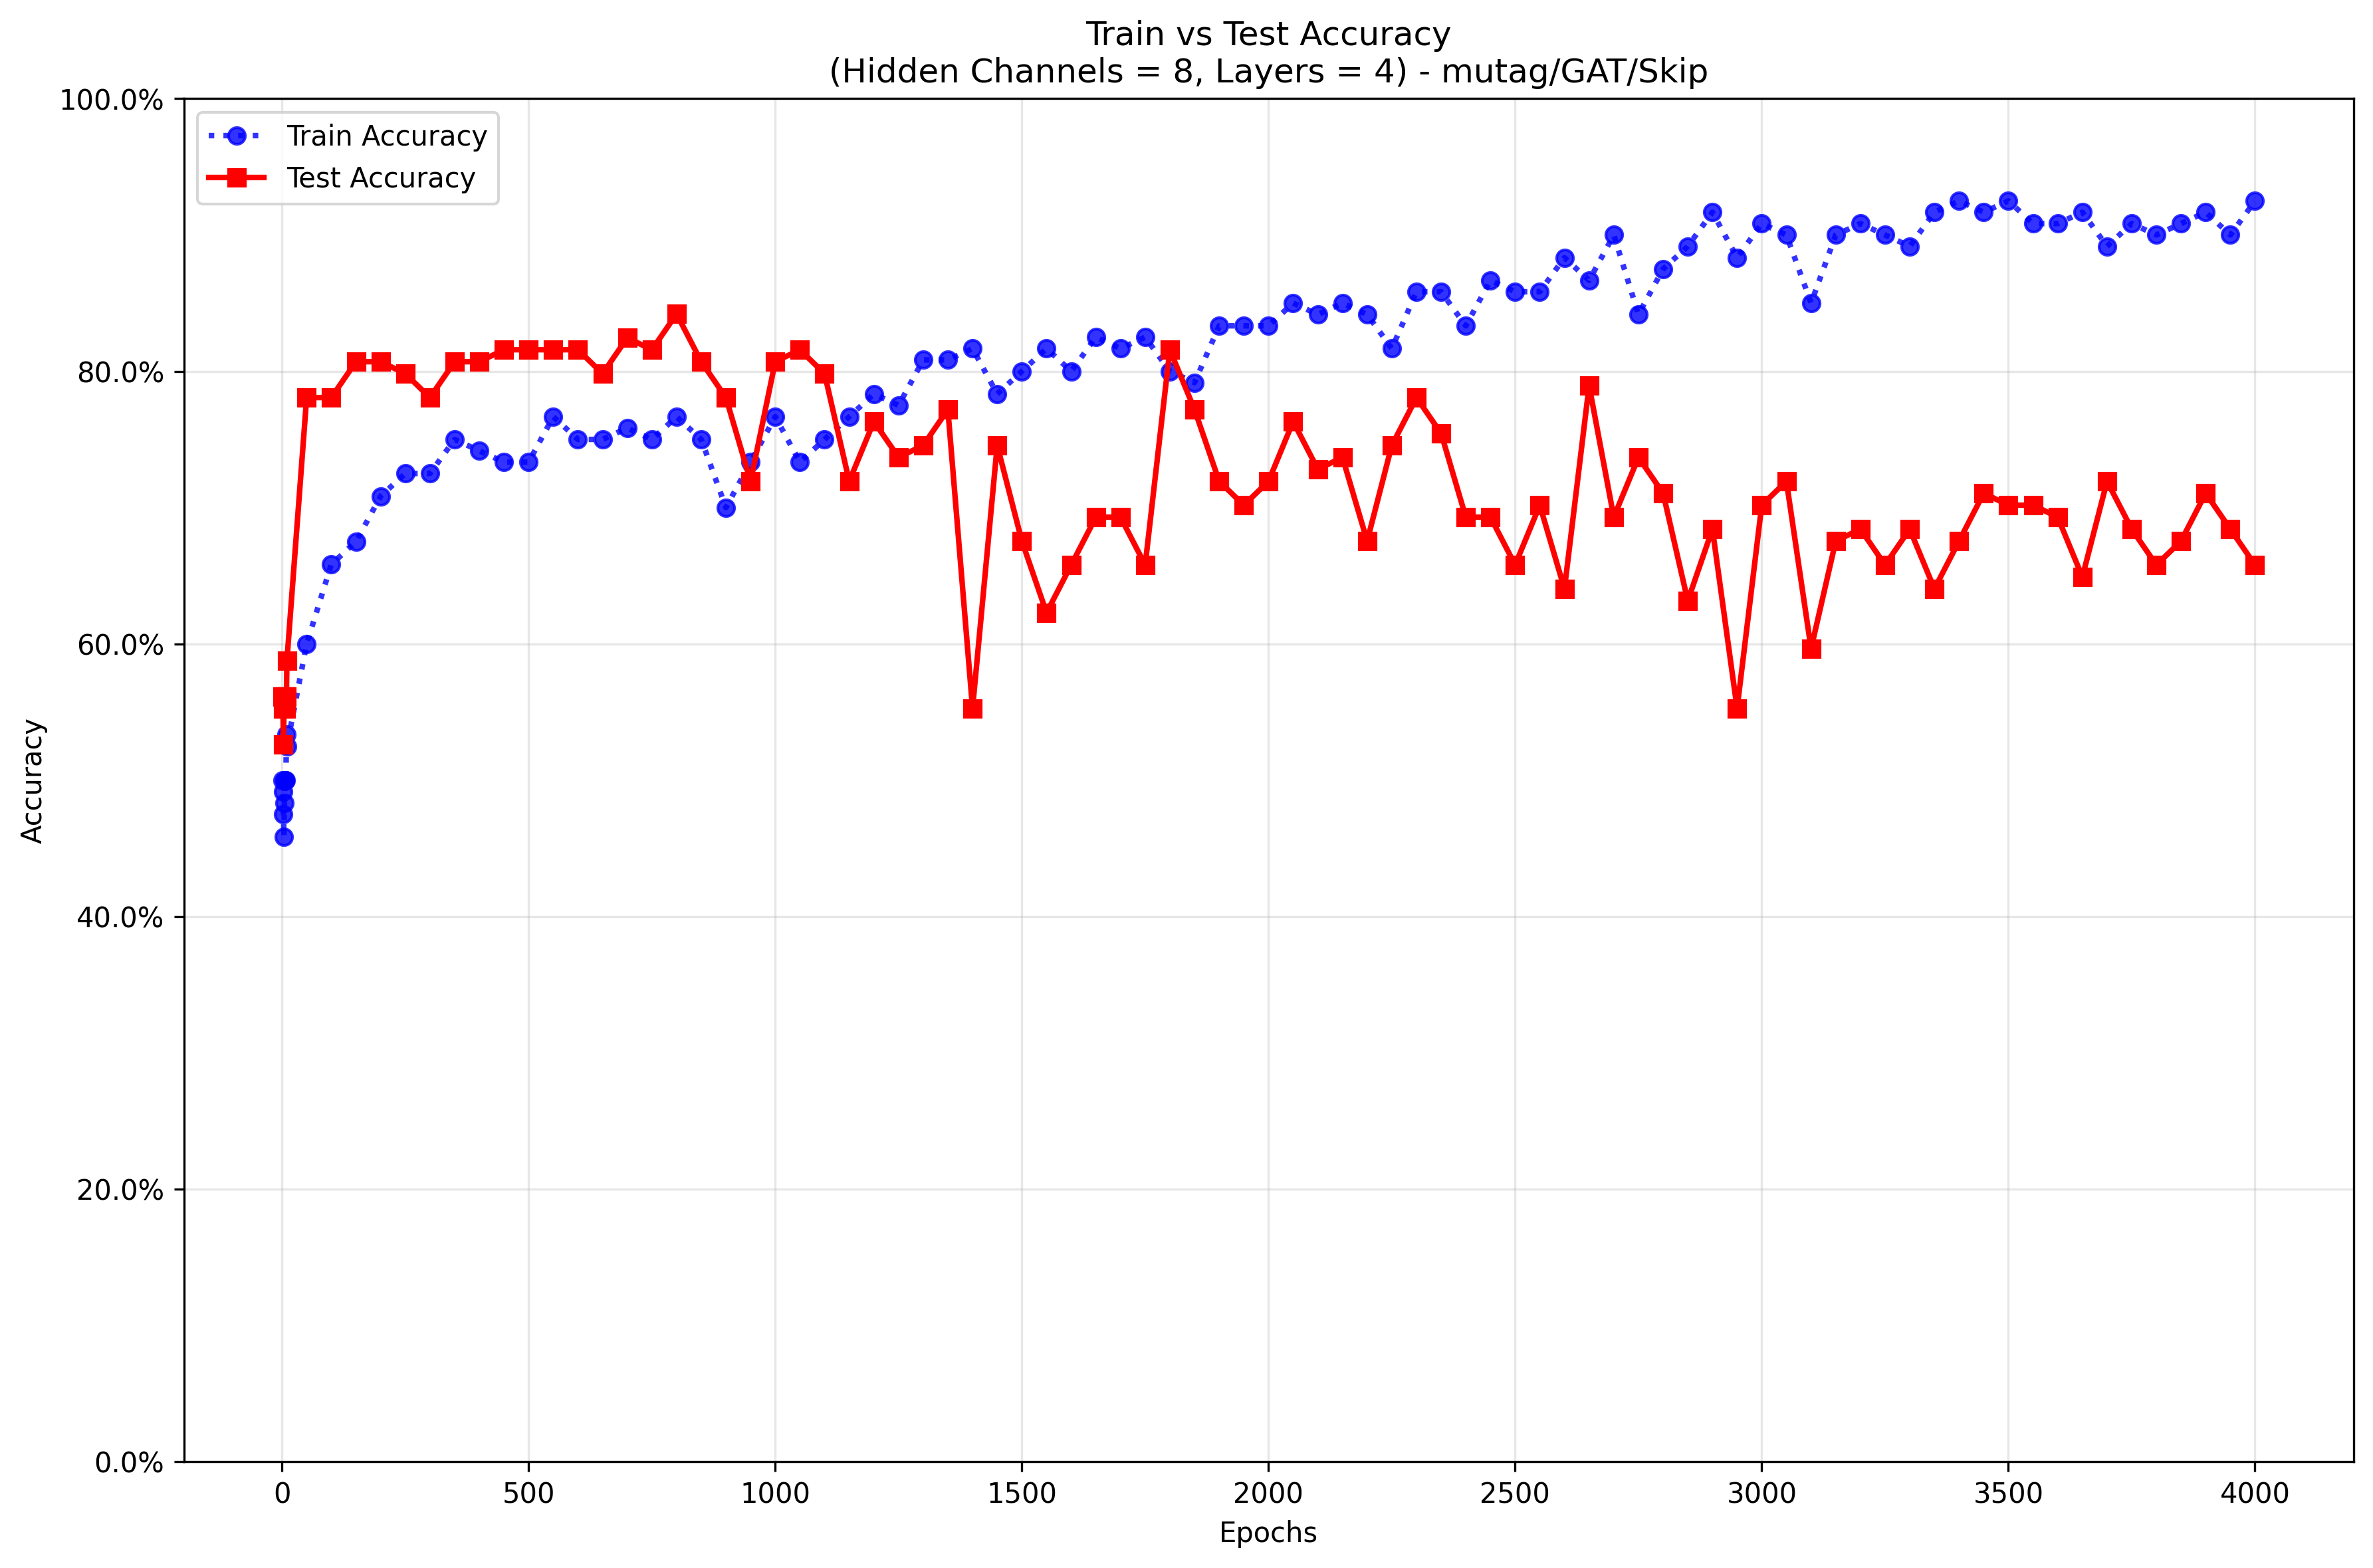 Train vs Test Accuracy
(Hidden Channels = 8, Layers = 4) - mutag/GAT/Skip
Train Accuracy
Test Accuracy
100.0%
80.0%
60.0%
40.0%
20.0%
0.0%
Accuracy
0 500 1000 1500 2000 2500 3000 3500 4000
Epochs